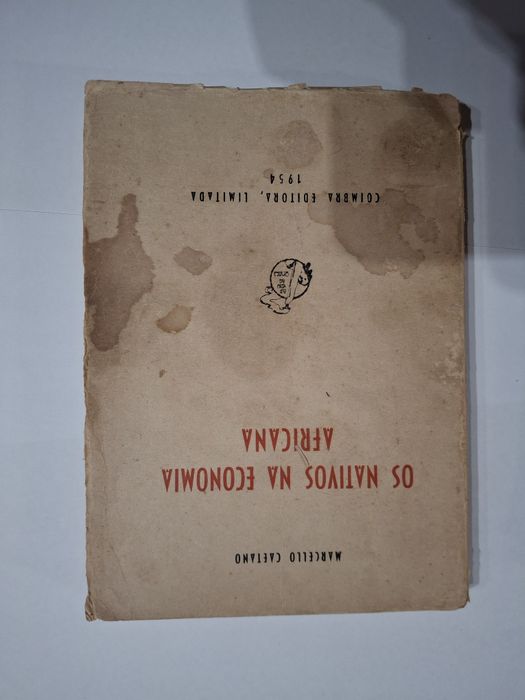 MARCELLO CAETANO
OS NATIVOS NA ECONOMIA
AFRICANA
COIMBRA EDITORA, LIMITADA
1954